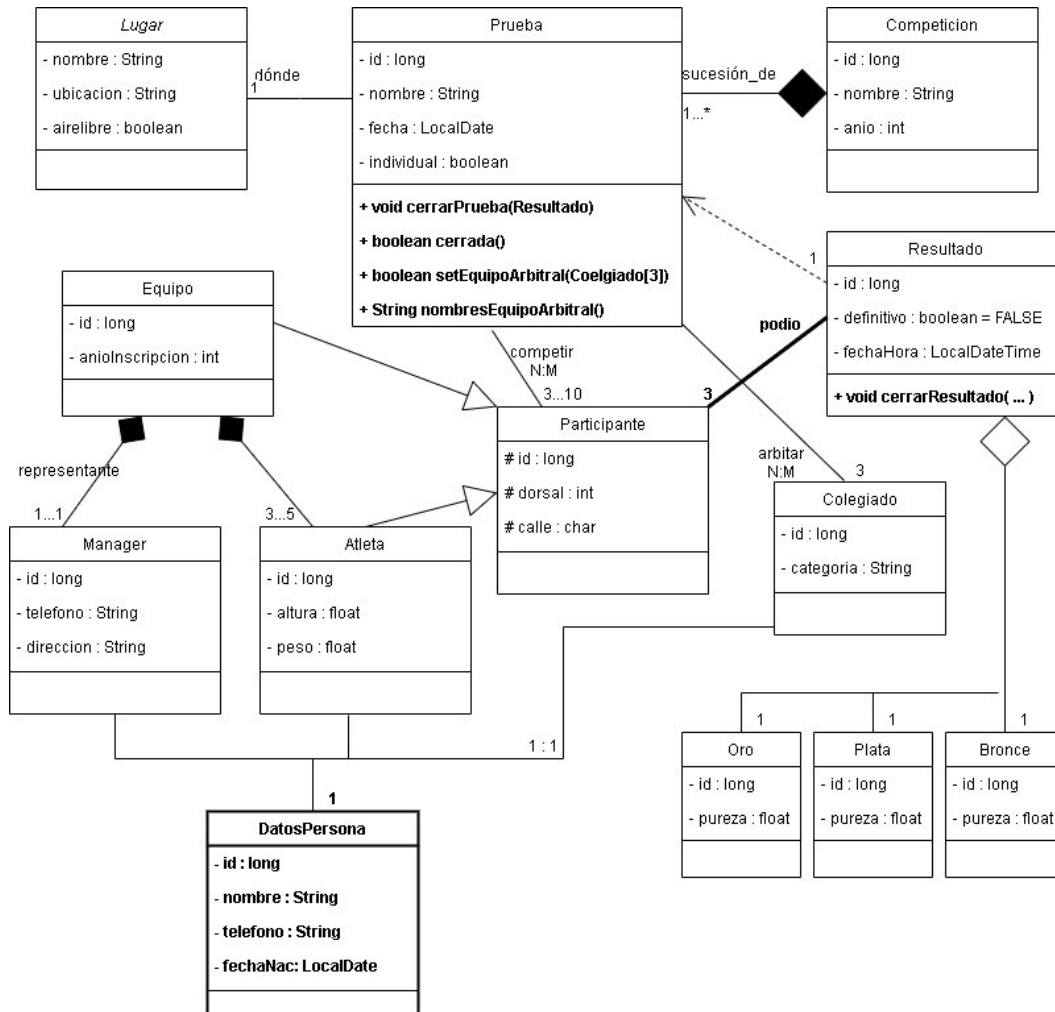 Lugar
- nombre : String
- ubicacion : String
- airelibre : boolean
dónde
1
Prueba
- id : long
- nombre : String
- fecha : LocalDate
- individual : boolean
+ void cerrarPrueba(Resultado)
+ boolean cerrada()
+ boolean setEquipoArbitral(Coelgiado[3])
+ String nombresEquipoArbitral()
sucesión_de
1...*
Competicion
- id : long
- nombre : String
- anio : int
Equipo
- id : long
- anioInscripcion : int
competir
N:M
3...10
podio
3
1
Resultado
- id : long
- definitivo : boolean = FALSE
- fechaHora : LocalDateTime
+ void cerrarResultado( ... )
Participante
# id : long
# dorsal : int
# calle : char
arbitar
N:M
3
Colegiado
- id : long
- categoria : String
representante
1...1
3...5
Manager
- id : long
- telefono : String
- direccion : String
Atleta
- id : long
- altura : float
- peso : float
1 : 1
1
DatosPersona
- id : long
- nombre : String
- telefono : String
- fechaNac: LocalDate
1
1
1
Oro
- id : long
- pureza : float
Plata
- id : long
- pureza : float
Bronce
- id : long
- pureza : float